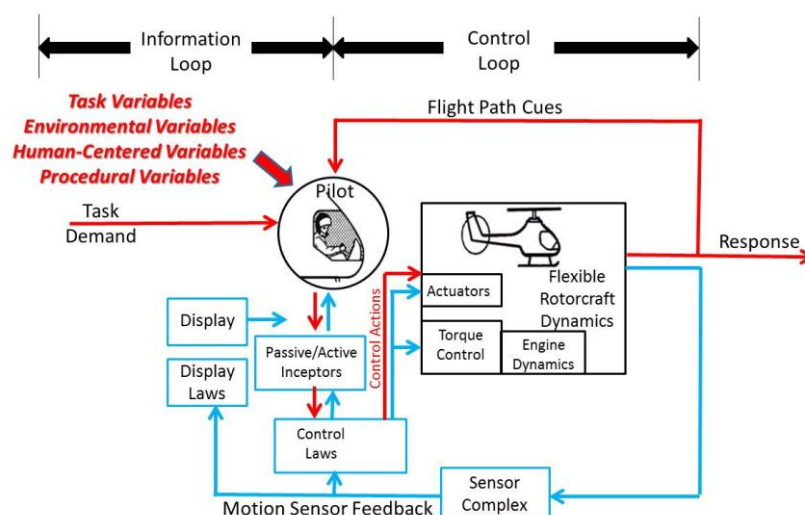 Information
Loop
Control
Loop
Task Variables
Environmental Variables
Human-Centered Variables
Procedural Variables
Flight Path Cues
Pilot
Task
Demand
Response
Flexible
Rotorcraft
Dynamics
Actuators
Torque
Control
Engine
Dynamics
Control Actions
Display
Passive/Active
Inceptors
Display
Laws
Control
Laws
Motion Sensor Feedback
Sensor
Complex